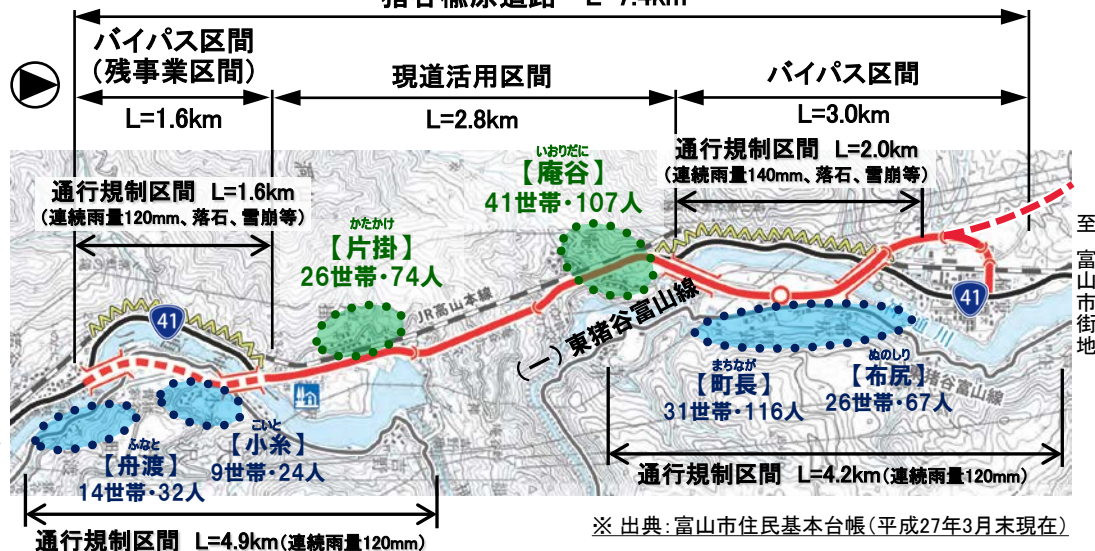 バイパス区間
(残事業区間)
L=1.6km
現道活用区間
L=2.8km
バイパス区間
L=3.0km
通行規制区間 L=1.6km
(連続雨量120mm、落石、雪崩等)
通行規制区間 L=2.0km
(連続雨量140mm、落石、雪崩等)
いおりだに
【庵谷】
41世帯・107人
かたかけ
【片掛】
26世帯・74人
JR高山本線
41
(一)東猪谷富山線
41
至 富山市街地
まちなが
【町長】
31世帯・116人
ぬのしり
【布尻】
26世帯・67人
猪谷富山線
ふなと
【舟渡】
14世帯・32人
こいと
【小糸】
9世帯・24人
通行規制区間 L=4.2km(連続雨量120mm)
通行規制区間 L=4.9km(連続雨量120mm)
※ 出典:富山市住民基本台帳(平成27年3月末現在)